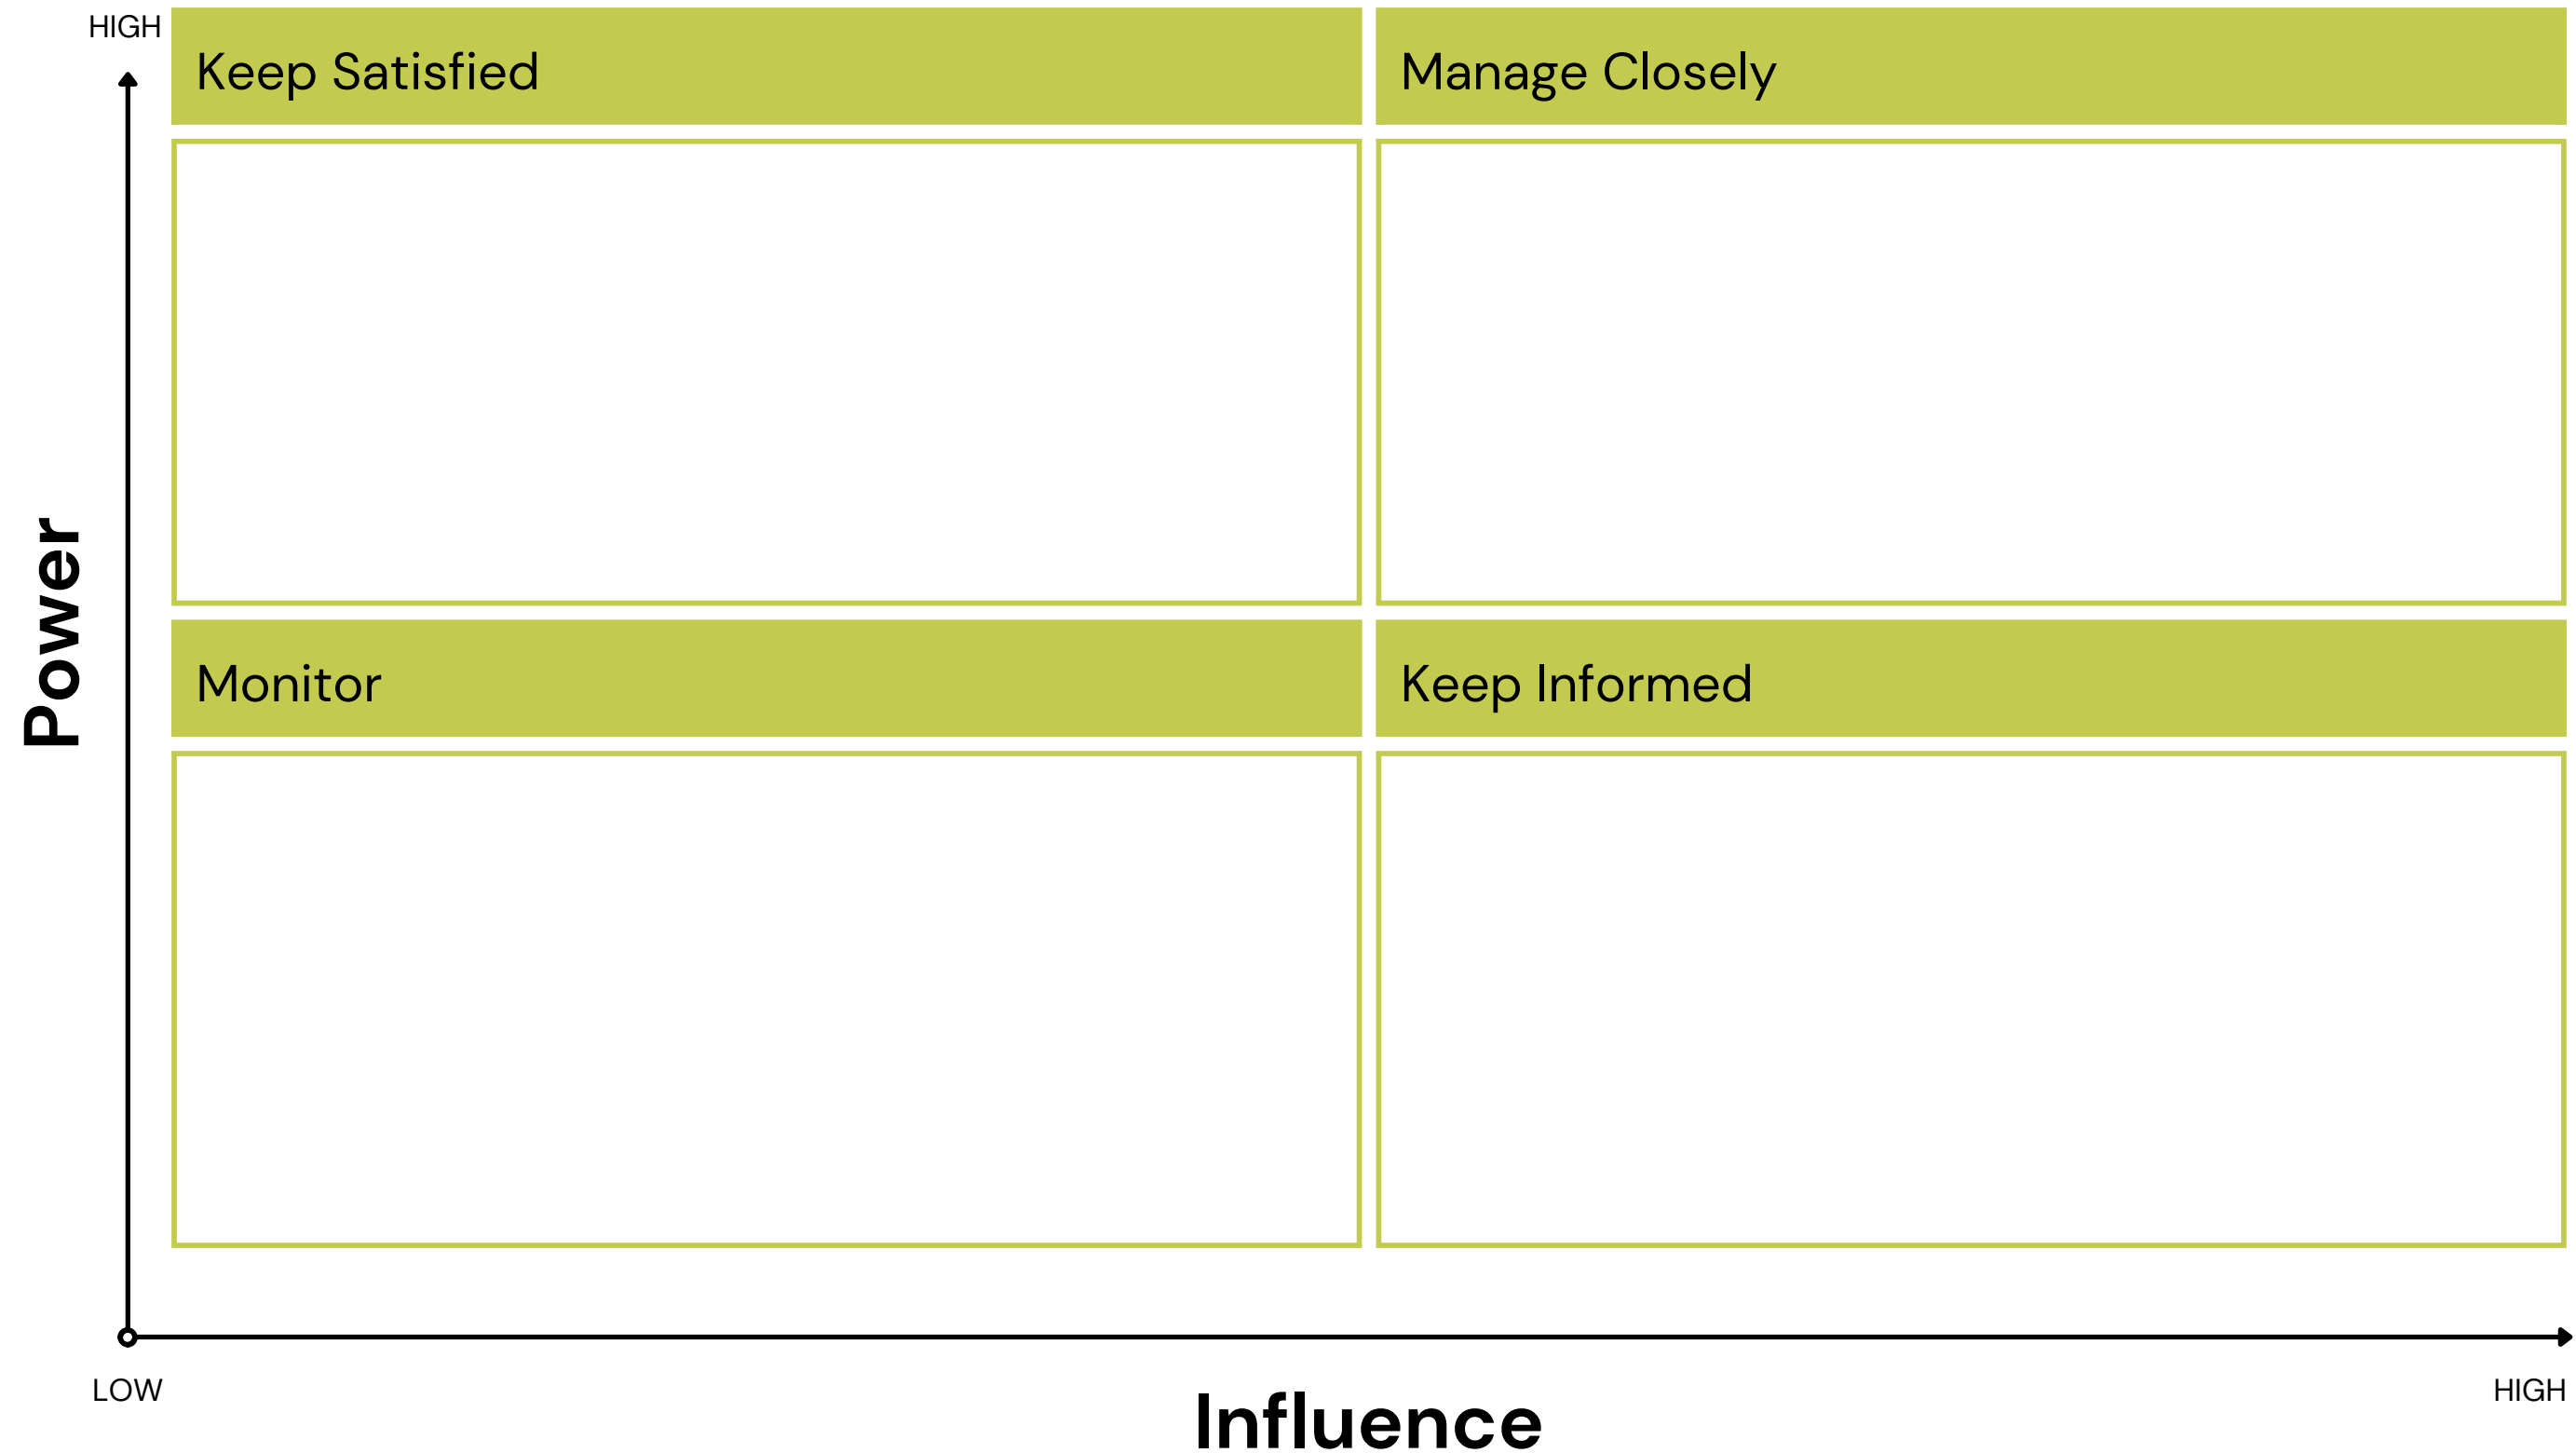 HIGH
Keep Satisfied
Manage Closely
Power
Monitor
Keep Informed
LOW
Influence
HIGH